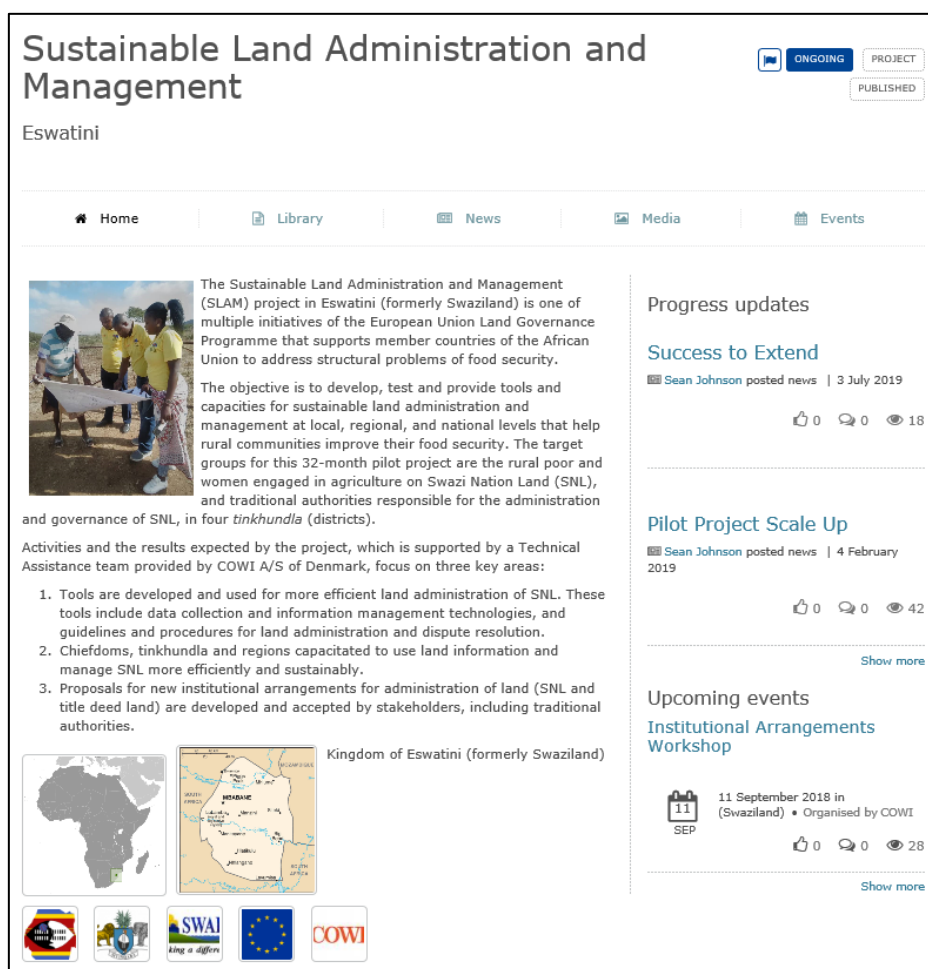 Sustainable Land Administration and
Management
ONGOING
PROJECT
PUBLISHED
Eswatini
Home
Library
News
Media
Events
The Sustainable Land Administration and Management
(SLAM) project in Eswatini (formerly Swaziland) is one of
multiple initiatives of the European Union Land Governance
Programme that supports member countries of the African
Union to address structural problems of food security.
The objective is to develop, test and provide tools and
capacities for sustainable land administration and
management at local, regional, and national levels that help
rural communities improve their food security. The target
groups for this 32-month pilot project are the rural poor and
women engaged in agriculture on Swazi Nation Land (SNL),
and traditional authorities responsible for the administration
and governance of SNL, in four tinkhundla (districts).
Activities and the results expected by the project, which is supported by a Technical
Assistance team provided by COWI A/S of Denmark, focus on three key areas:
1. Tools are developed and used for more efficient land administration of SNL. These
tools include data collection and information management technologies, and
guidelines and procedures for land administration and dispute resolution.
2. Chiefdoms, tinkhundla and regions capacitated to use land information and
manage SNL more efficiently and sustainably.
3. Proposals for new institutional arrangements for administration of land (SNL and
title deed land) are developed and accepted by stakeholders, including traditional
authorities.
Kingdom of Eswatini (formerly Swaziland)
MOZAMBIQUE
SOUTH
AFRICA
MBABANE
Manzini
SOUTH
AFRICA
SWAI
king a differ
COWI
Progress updates
Success to Extend
Sean Johnson posted news | 3 July 2019
0 0 18
Pilot Project Scale Up
Sean Johnson posted news | 4 February
2019
0 0 42
Show more
Upcoming events
Institutional Arrangements
Workshop
11
SEP
11 September 2018 in
(Swaziland) • Organised by COWI
0 0 28
Show more